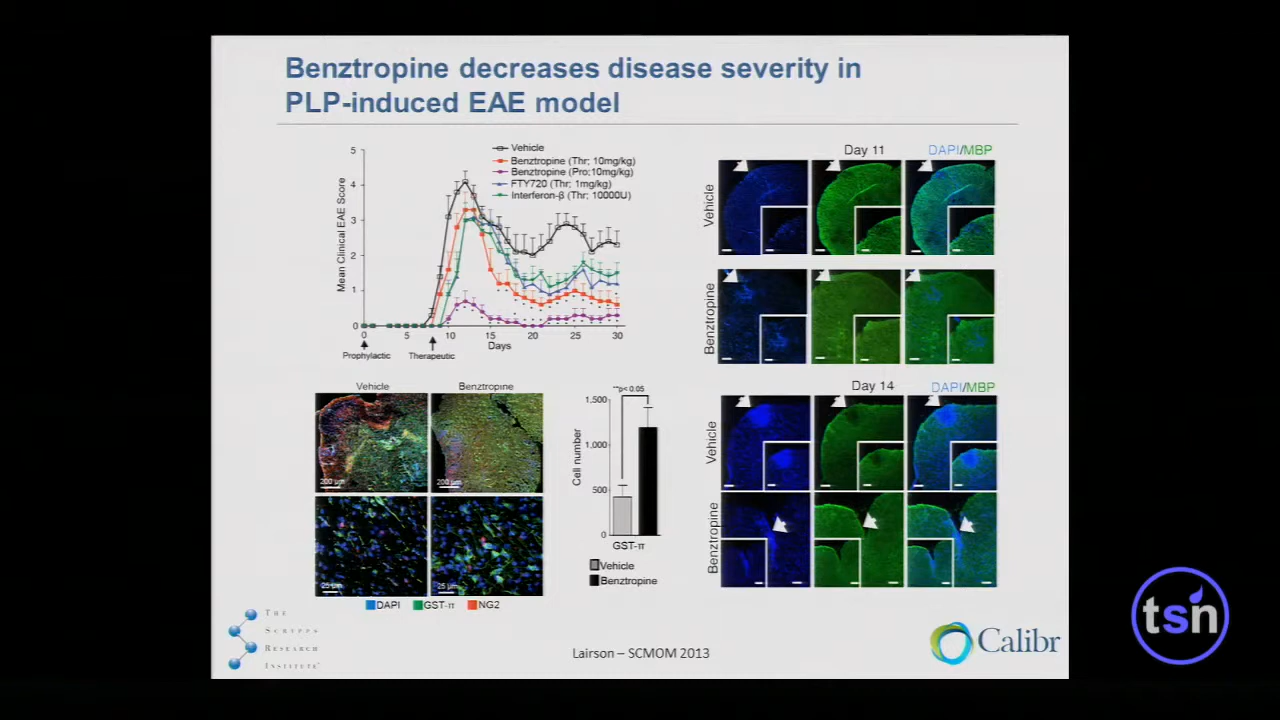 Benztropine decreases disease severity in
PLP-induced EAE model
Vehicle
Benztropine (Thr; 10mg/kg)
Benztropine (Pro;10mg/kg)
FTY720 (Thr; 1mg/kg)
Interferon-β (Thr; 10000U)
Mean Clinical EAE Score
5
4
3
2
1
0
0 5 10 15 20 25 30
Days
Prophylactic Therapeutic
Day 11 DAPI/MBP
Vehicle
Benztropine
Day 14 DAPI/MBP
Vehicle
Benztropine
Vehicle Benztropine
200 μm 200 μm
25 μm 25 μm
DAPI GST-π NG2
**p< 0.05
Cell number
1,500
1,000
500
0
GST-π
Vehicle
Benztropine
THE
SCRIPPS
RESEARCH
INSTITUTE
Lairson – SCMOM 2013
Calibr
tsn